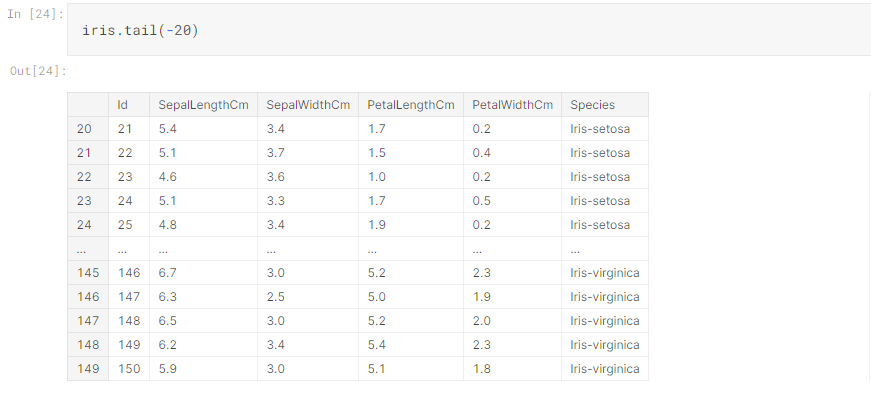 In [24]:
iris.tail(-20)
Out[24]:
Id SepalLengthCm SepalWidthCm PetalLengthCm PetalWidthCm Species
20 21 5.4 3.4 1.7 0.2 Iris-setosa
21 22 5.1 3.7 1.5 0.4 Iris-setosa
22 23 4.6 3.6 1.0 0.2 Iris-setosa
23 24 5.1 3.3 1.7 0.5 Iris-setosa
24 25 4.8 3.4 1.9 0.2 Iris-setosa
... ... ... ... ... ... ...
145 146 6.7 3.0 5.2 2.3 Iris-virginica
146 147 6.3 2.5 5.0 1.9 Iris-virginica
147 148 6.5 3.0 5.2 2.0 Iris-virginica
148 149 6.2 3.4 5.4 2.3 Iris-virginica
149 150 5.9 3.0 5.1 1.8 Iris-virginica